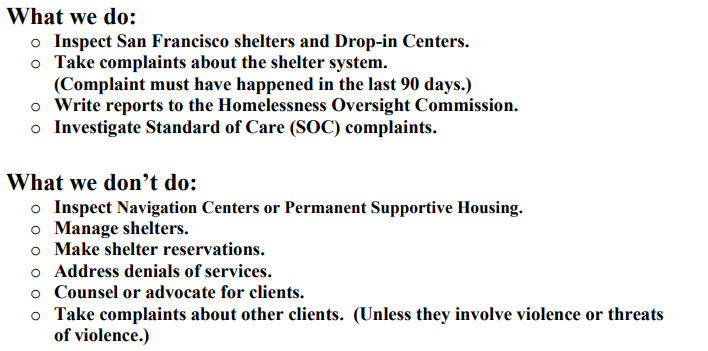 What we do:
o Inspect San Francisco shelters and Drop-in Centers.
o Take complaints about the shelter system.
(Complaint must have happened in the last 90 days.)
o Write reports to the Homelessness Oversight Commission.
o Investigate Standard of Care (SOC) complaints.
What we don’t do:
o Inspect Navigation Centers or Permanent Supportive Housing.
o Manage shelters.
o Make shelter reservations.
o Address denials of services.
o Counsel or advocate for clients.
o Take complaints about other clients.  (Unless they involve violence or threats
of violence.)